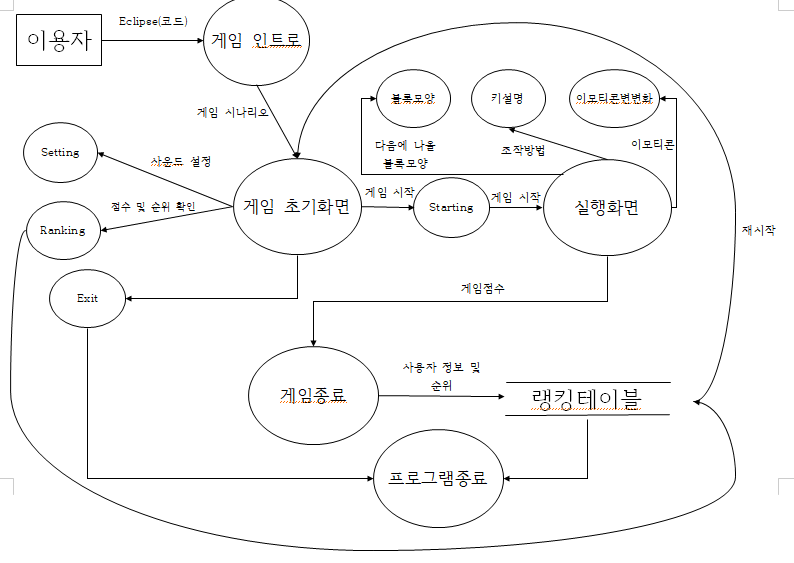 Eclipse(코드)
이용자
게임 인트로
게임 시나리오
블록모양
키설명
이모티콘변변화
다음에 나올
블록모양
조작방법
이모티콘
Setting
사운드 설정
게임 초기화면
게임 시작
Starting
게임 시작
실행화면
점수 및 순위 확인
Ranking
재시작
Exit
게임점수
게임종료
사용자 정보 및
순위
랭킹테이블
프로그램종료